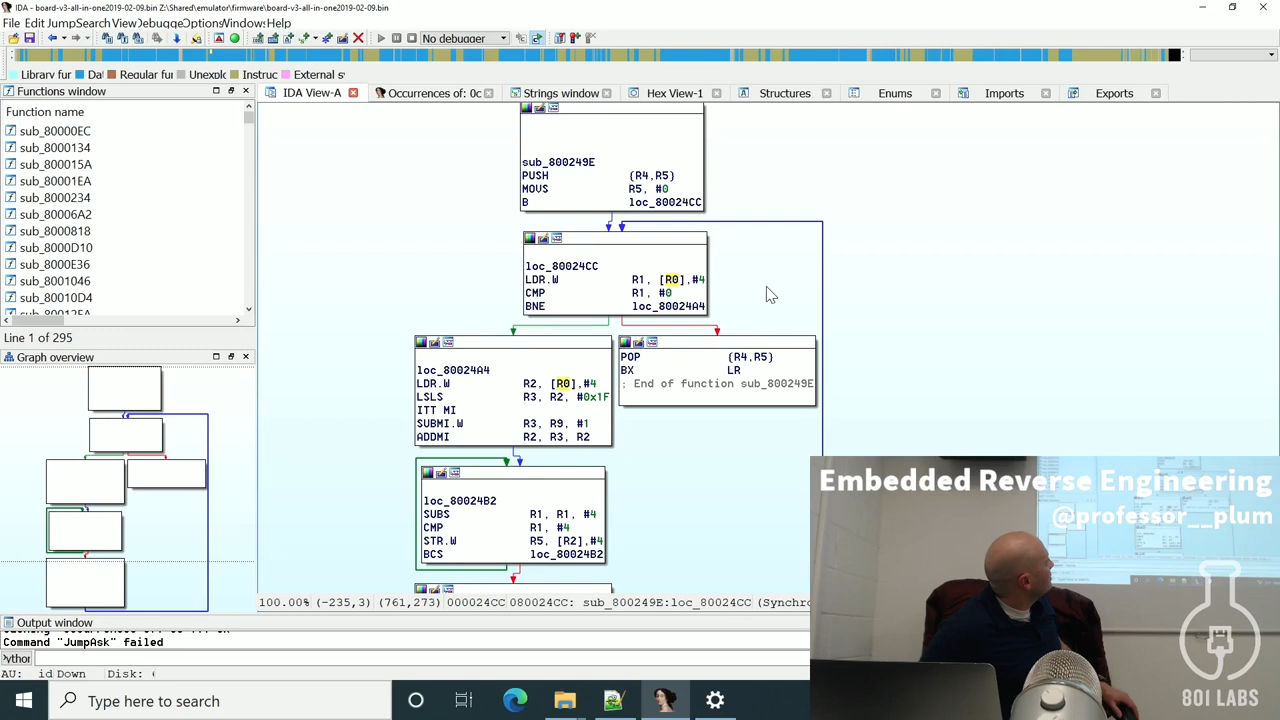 IDA - board-v3-all-in-one2019-02-09.bin Z:\Shared\emulator\firmware\board-v3-all-in-one2019-02-09.bin
File Edit Jump Search View Debugger Options Windows Help
No debugger
Library fur Dat Regular fun Unexplo Instruc External sy
Functions window
IDA View-A
Occurrences of: 0c
Strings window
Hex View-1
Structures
Enums
Imports
Exports
Function name
sub_80000EC
sub_8000134
sub_800015A
sub_80001EA
sub_8000234
sub_80006A2
sub_8000818
sub_8000D10
sub_8000E36
sub_8001046
sub_80010D4
Line 1 of 295
Graph overview
sub_800249E
PUSH {R4,R5}
MOVS R5, #0
B loc_80024CC
loc_80024CC
LDR.W R1, [R0],#4
CMP R1, #0
BNE loc_80024A4
loc_80024A4
LDR.W R2, [R0],#4
LSLS R3, R2, #0x1F
ITT MI
SUBMI.W R3, R9, #1
ADDMI R2, R3, R2
POP {R4,R5}
BX LR
; End of function sub_800249E
loc_80024B2
SUBS R1, R1, #4
CMP R1, #4
STR.W R5, [R2],#4
BCS loc_80024B2
100.00% (-235,3) (761,273) 000024CC 080024CC: sub_800249E:loc_80024CC (Synchro
Output window
Command "JumpAsk" failed
Python
AU: id Down Disk:
Type here to search
Embedded Reverse Engineering
@professor__plum
801 LABS